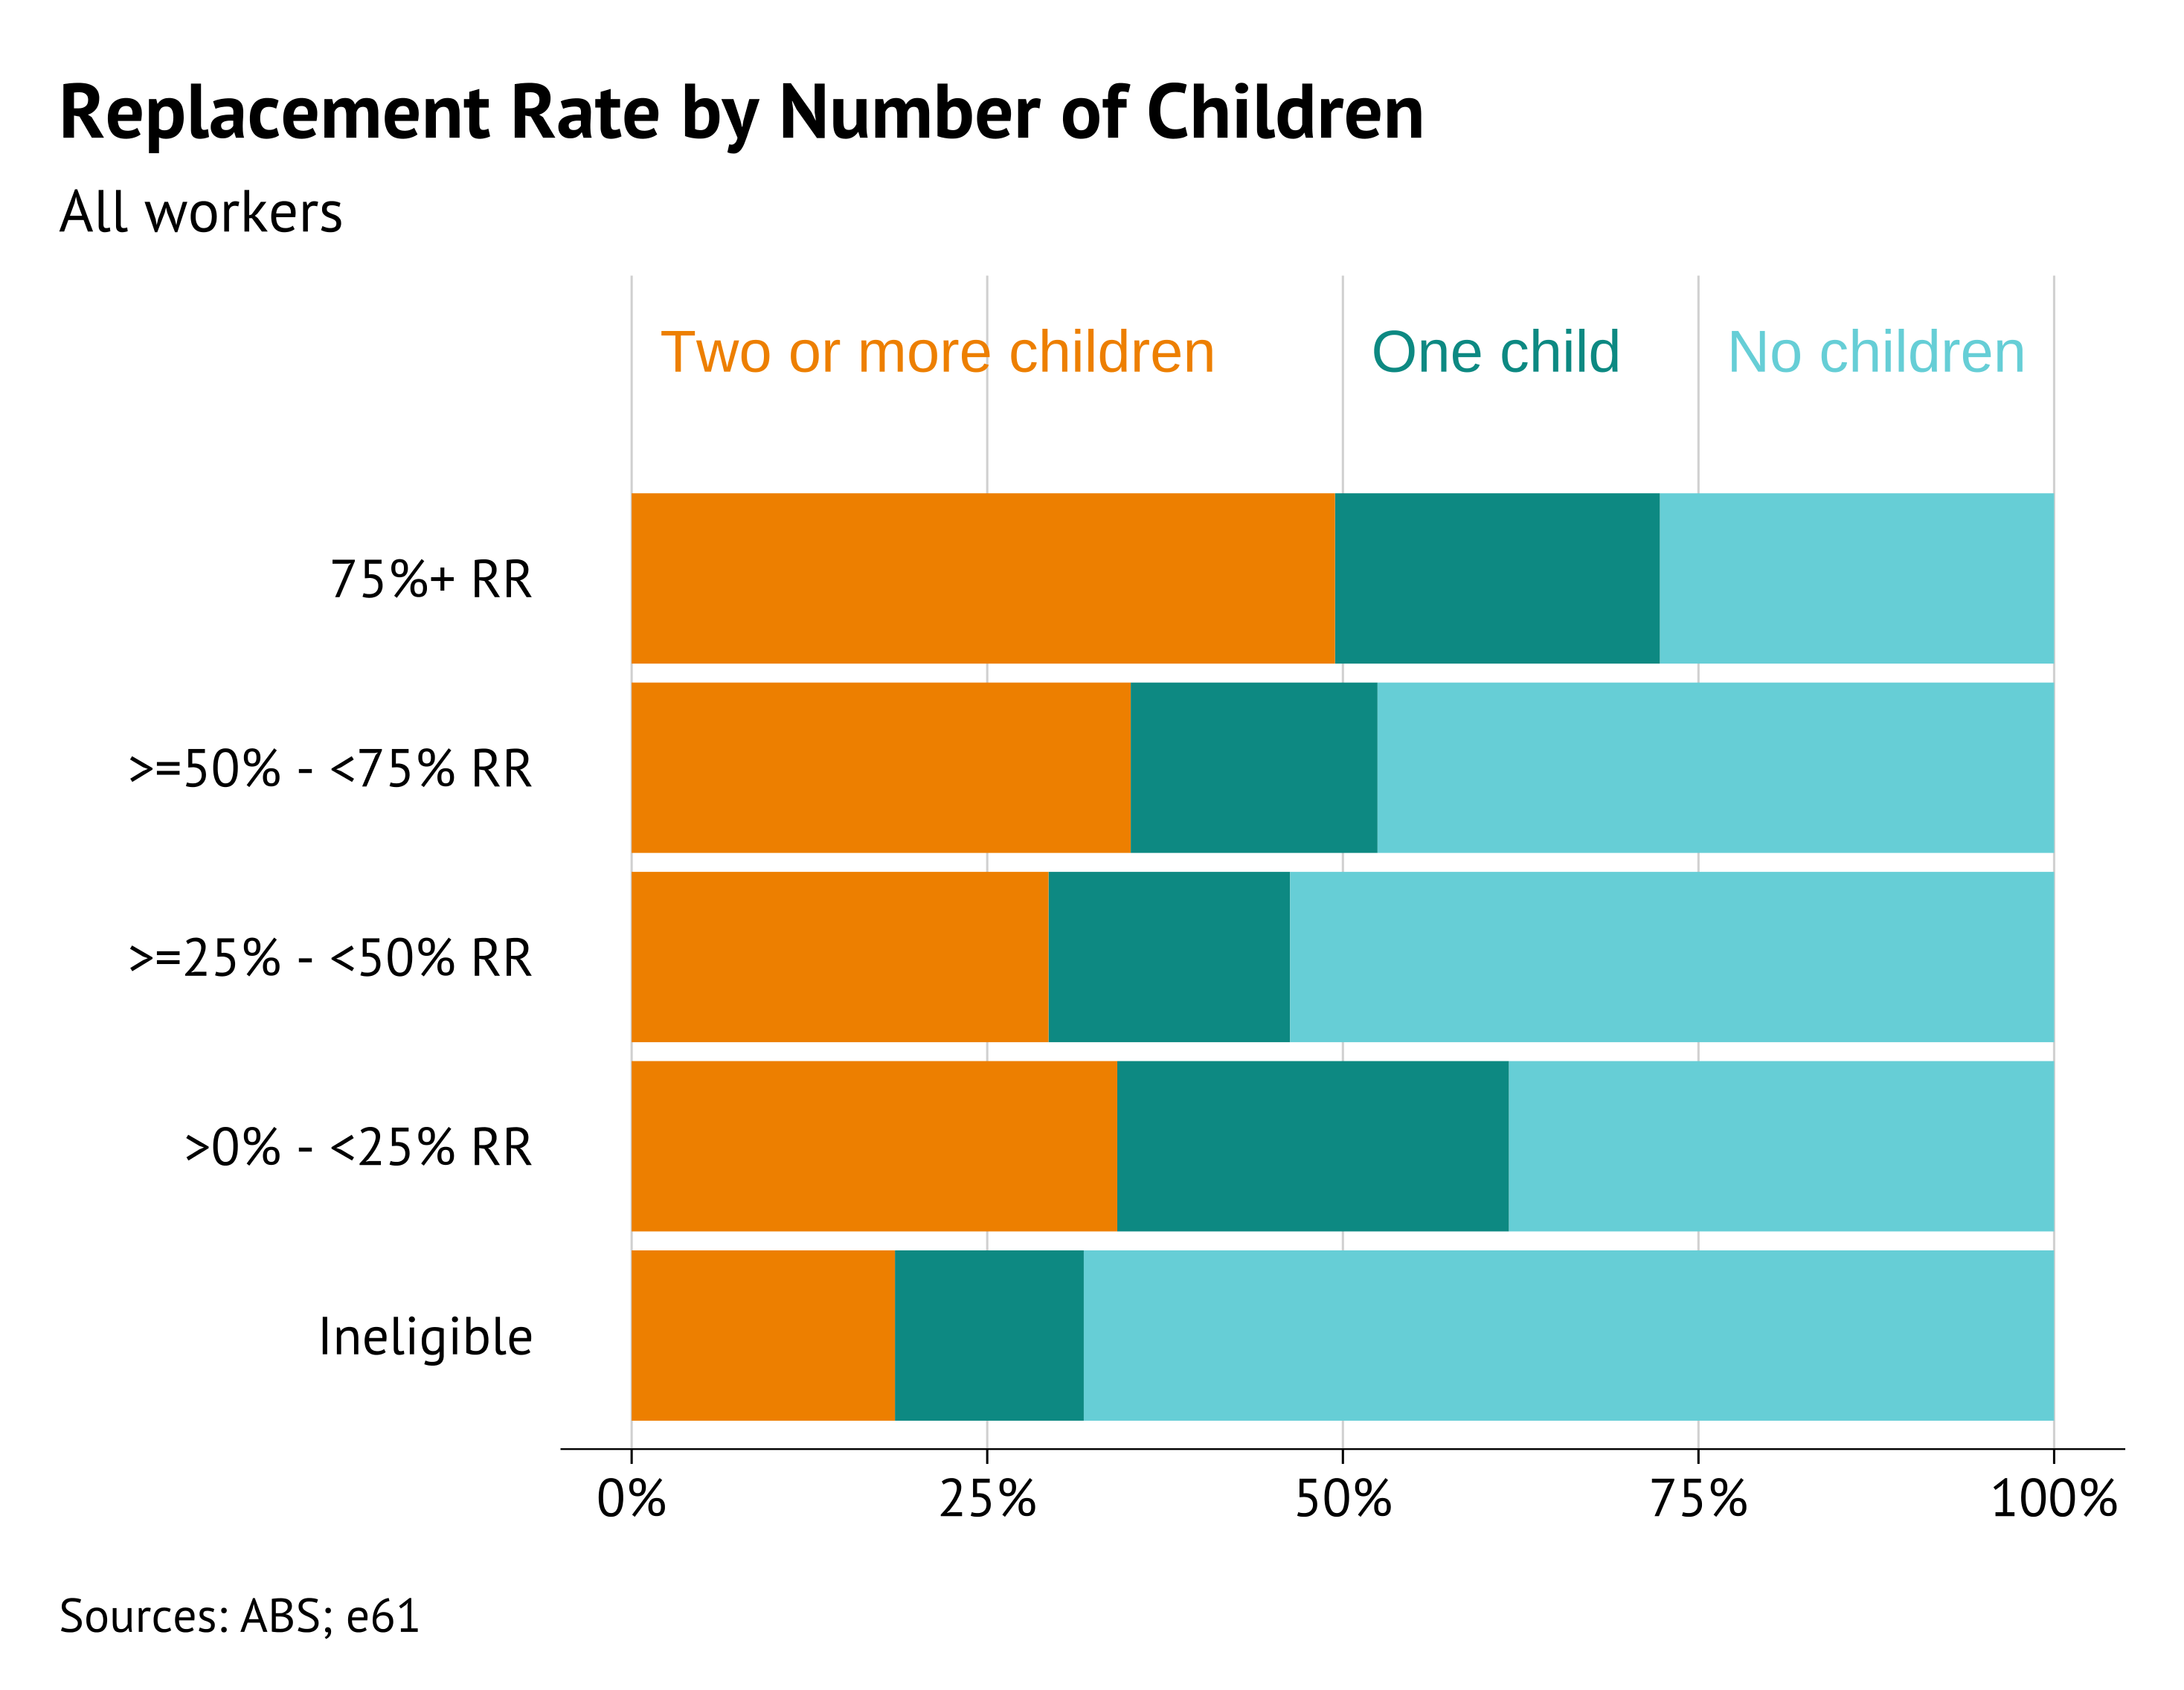 Replacement Rate by Number of Children
All workers
Two or more children One child No children
75%+ RR
>=50% - <75% RR
>=25% - <50% RR
>0% - <25% RR
Ineligible
0% 25% 50% 75% 100%
Sources: ABS; e61